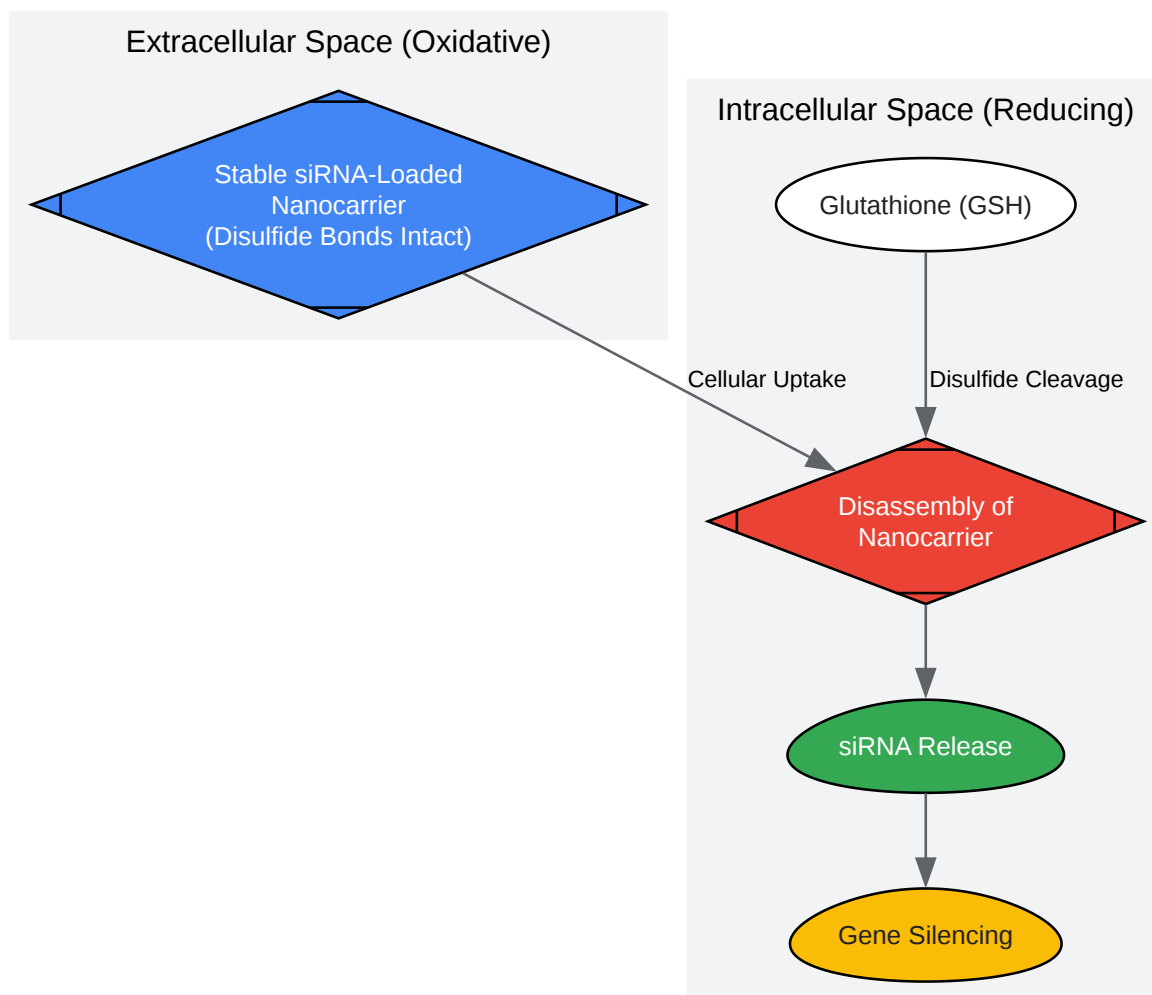 Extracellular Space (Oxidative)
Stable siRNA-Loaded
Nanocarrier
(Disulfide Bonds Intact)
Intracellular Space (Reducing)
Glutathione (GSH)
Cellular Uptake
Disulfide Cleavage
Disassembly of
Nanocarrier
siRNA Release
Gene Silencing